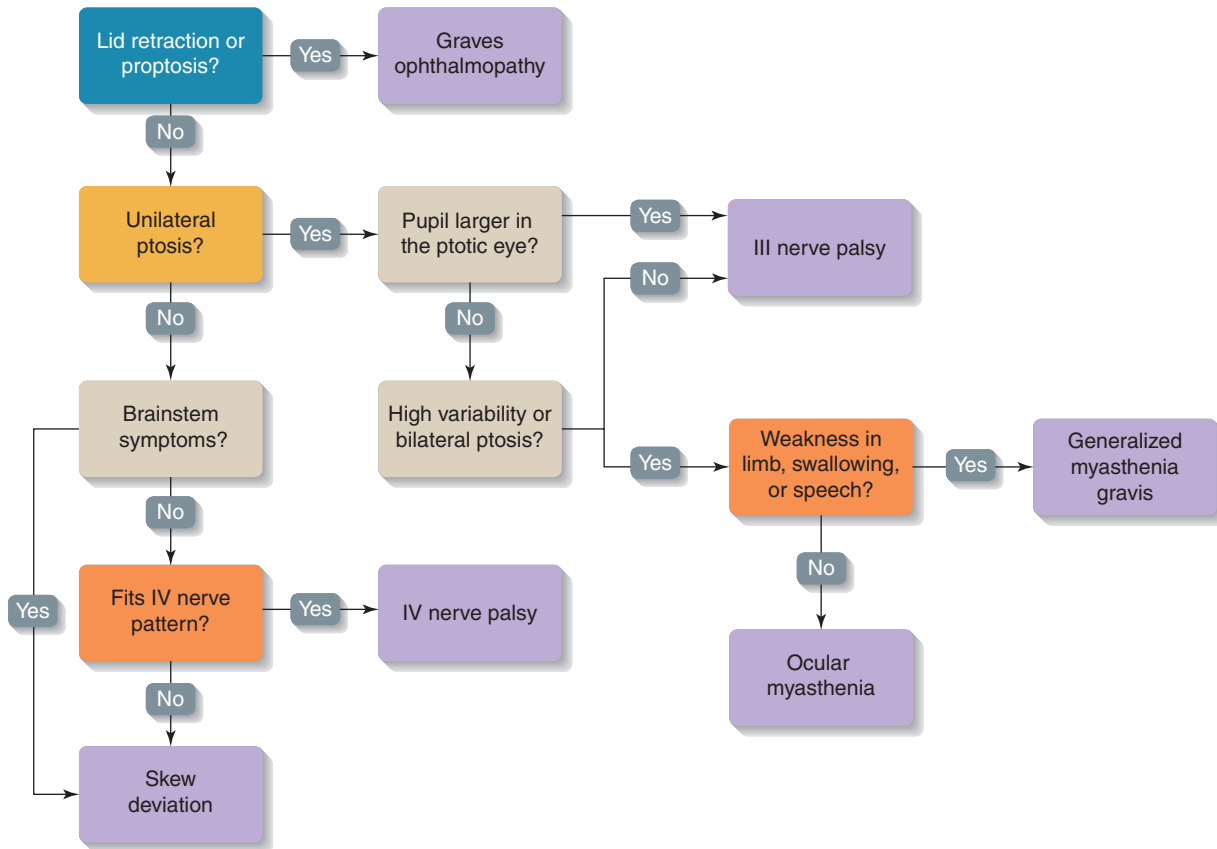 Lid retraction or
proptosis?
Yes
Graves
ophthalmopathy
No
Unilateral
ptosis?
Yes
Pupil larger in
the ptotic eye?
Yes
III nerve palsy
No
No
No
Brainstem
symptoms?
High variability or
bilateral ptosis?
Yes
Weakness in
limb, swallowing,
or speech?
Yes
Generalized
myasthenia
gravis
No
No
Yes
Fits IV nerve
pattern?
Yes
IV nerve palsy
Ocular
myasthenia
No
Skew
deviation